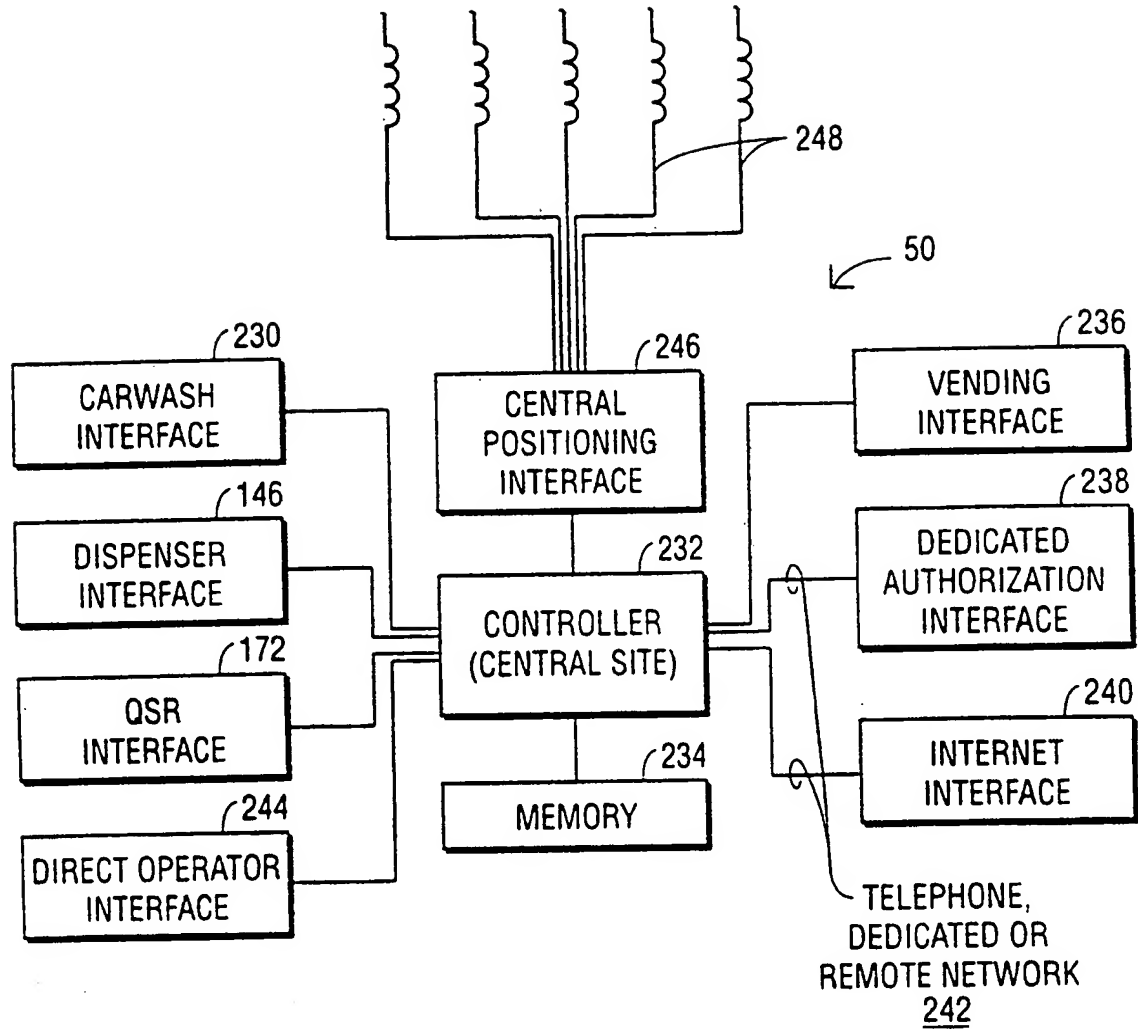 248
50
230
CARWASH
INTERFACE
246
CENTRAL
POSITIONING
INTERFACE
236
VENDING
INTERFACE
146
DISPENSER
INTERFACE
232
CONTROLLER
(CENTRAL SITE)
238
DEDICATED
AUTHORIZATION
INTERFACE
172
QSR
INTERFACE
234
MEMORY
240
INTERNET
INTERFACE
244
DIRECT OPERATOR
INTERFACE
TELEPHONE,
DEDICATED OR
REMOTE NETWORK
242